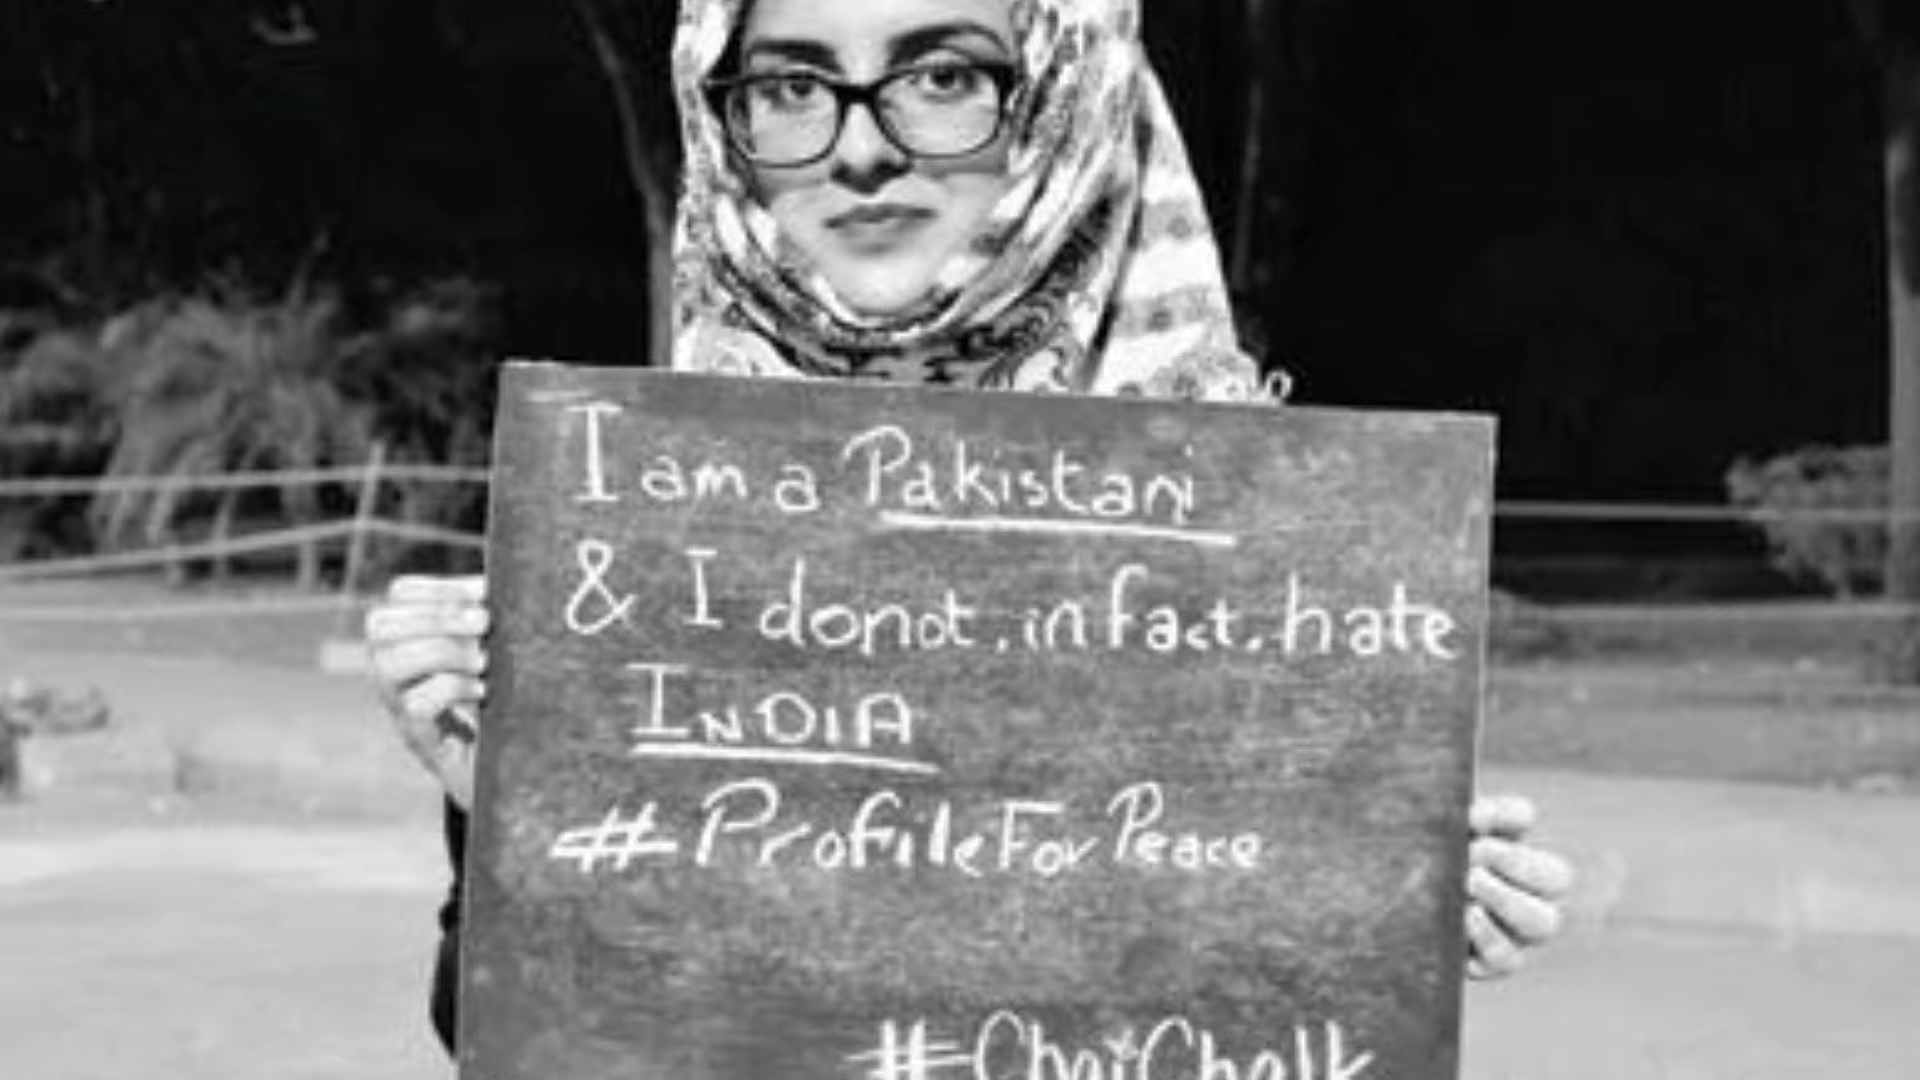 I am a Pakistani
& I donot, infact, hate
INDIA
#ProfileForPeace
#ChaiChalk